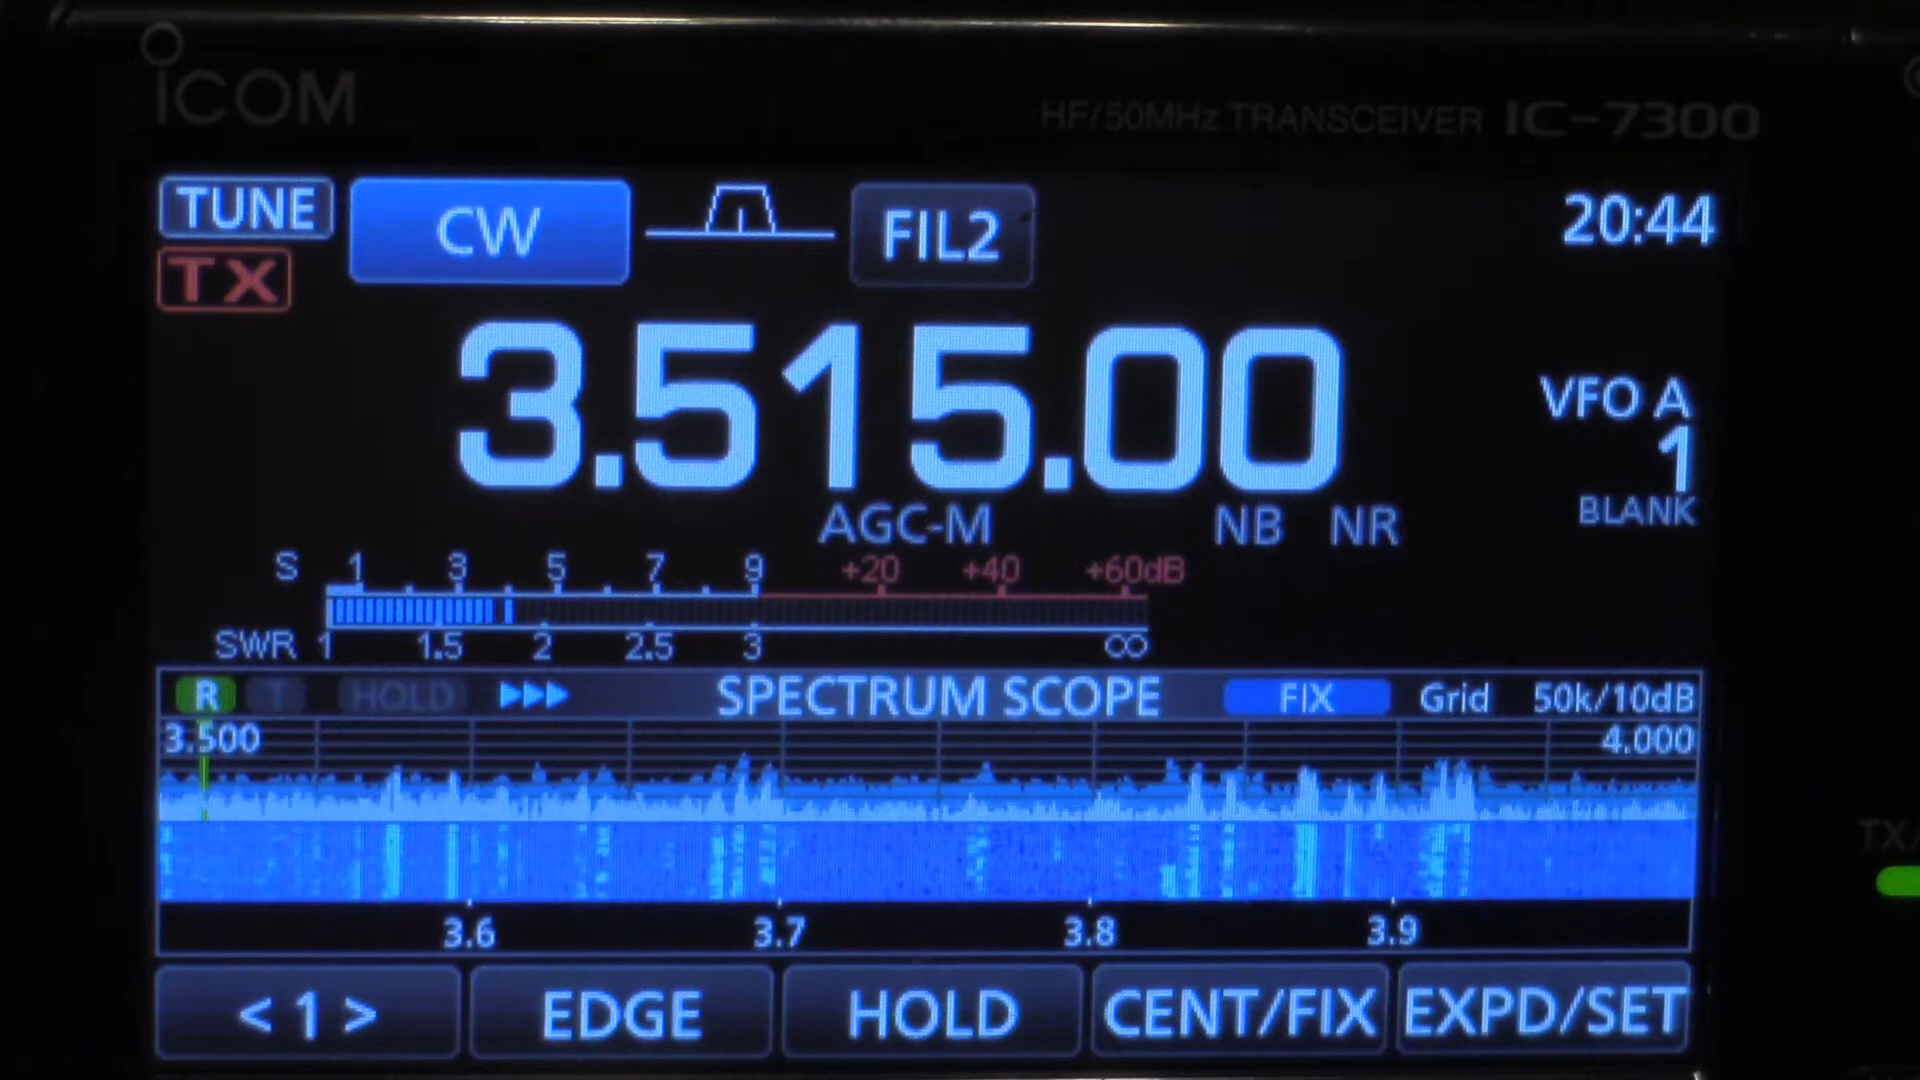 ICOM
HF/50MHz TRANSCEIVER IC-7300
TUNE CW FIL2 20:44
TX
3.515.00
VFO A
1
BLANK
AGC-M NB NR
S 1 3 5 7 9 +20 +40 +60dB
SWR 1 1.5 2 2.5 3 ∞
R T HOLD SPECTRUM SCOPE FIX Grid 50k/10dB
3.500 4.000
3.6 3.7 3.8 3.9
< 1 > EDGE HOLD CENT/FIX EXPD/SET
TX/